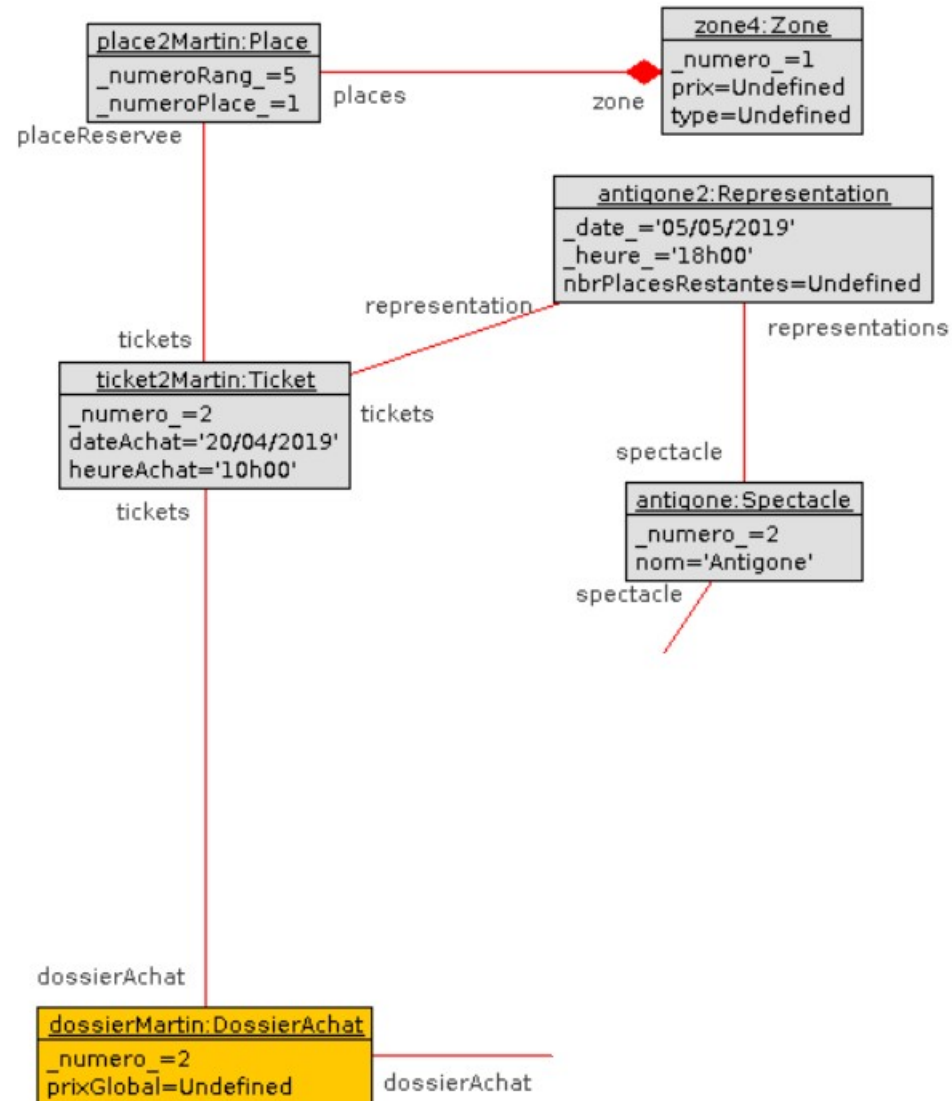 place2Martin:Place
_numeroRang_=5
_numeroPlace_=1
zone4:Zone
_numero_=1
prix=Undefined
type=Undefined
places
zone
placeReservee
antigone2:Representation
_date_='05/05/2019'
_heure_='18h00'
nbrPlacesRestantes=Undefined
representation
representations
tickets
ticket2Martin:Ticket
_numero_=2
dateAchat='20/04/2019'
heureAchat='10h00'
tickets
tickets
spectacle
antigone:Spectacle
_numero_=2
nom='Antigone'
spectacle
dossierAchat
dossierMartin:DossierAchat
_numero_=2
prixGlobal=Undefined
dossierAchat